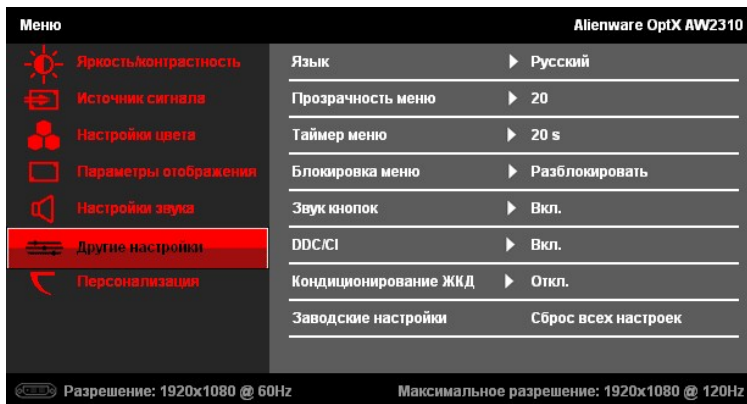 Меню Alienware OptX AW2310
Яркость/контрастность Язык Русский
Источник сигнала Прозрачность меню 20
Настройки цвета Таймер меню 20 s
Параметры отображения Блокировка меню Разблокировать
Настройки звука Звук кнопок Вкл.
Другие настройки DDC/CI Вкл.
Персонализация Кондиционирование ЖКД Откл.
Заводские настройки Сброс всех настроек
Разрешение: 1920x1080 @ 60Hz Максимальное разрешение: 1920x1080 @ 120Hz